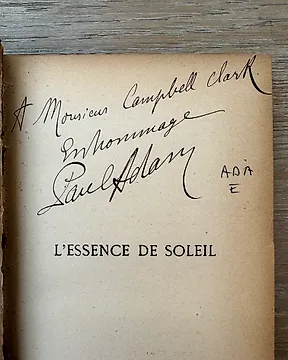 A Monsieur Campbell Clark
En hommage
Paul Adam
ADA
E
L'ESSENCE DE SOLEIL